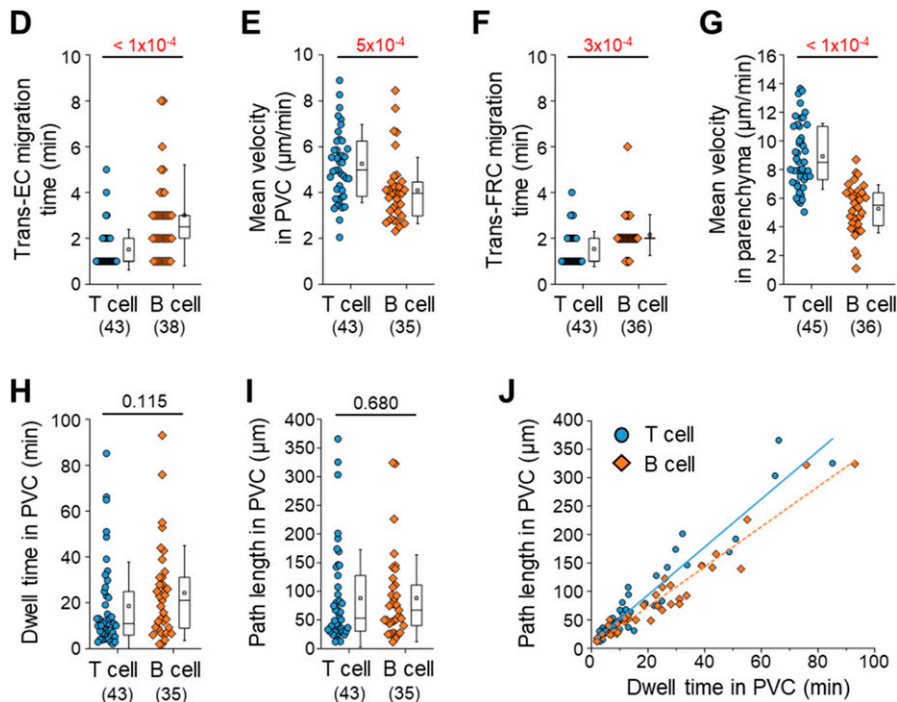 D
< 1x10-4
Trans-EC migration
time (min)
10
8
6
4
2
0
T cell
B cell
(43)
(38)
E
5x10-4
Mean velocity
in PVC (µm/min)
10
8
6
4
2
0
T cell
B cell
(43)
(35)
F
3x10-4
Trans-FRC migration
time (min)
10
8
6
4
2
0
T cell
B cell
(43)
(36)
G
< 1x10-4
Mean velocity
in parenchyma (µm/min)
16
14
12
10
8
6
4
2
0
T cell
B cell
(45)
(36)
H
0.115
Dwell time in PVC (min)
100
80
60
40
20
0
T cell
B cell
(43)
(35)
I
0.680
Path length in PVC (µm)
400
350
300
250
200
150
100
50
0
T cell
B cell
(43)
(35)
J
T cell
B cell
Path length in PVC (µm)
400
350
300
250
200
150
100
50
0
0
20
40
60
80
100
Dwell time in PVC (min)